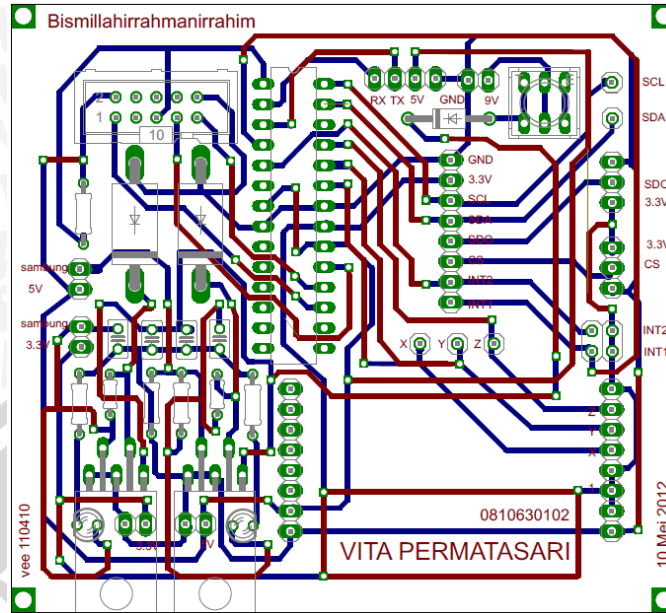 Bismillahirrahmanirrahim
2
1
10
RX TX 5V GND 9V
SCL
SDA
GND
3.3V
SCL
SDA
SDO
CS
INT2
INT1
SDO
3.3V
3.3V
CS
INT2
INT1
sambung
5V
sambung
3.3V
X Y Z
Z
Y
X
1
0810630102
VITA PERMATASARI
vee 110410
10 Mei 2012